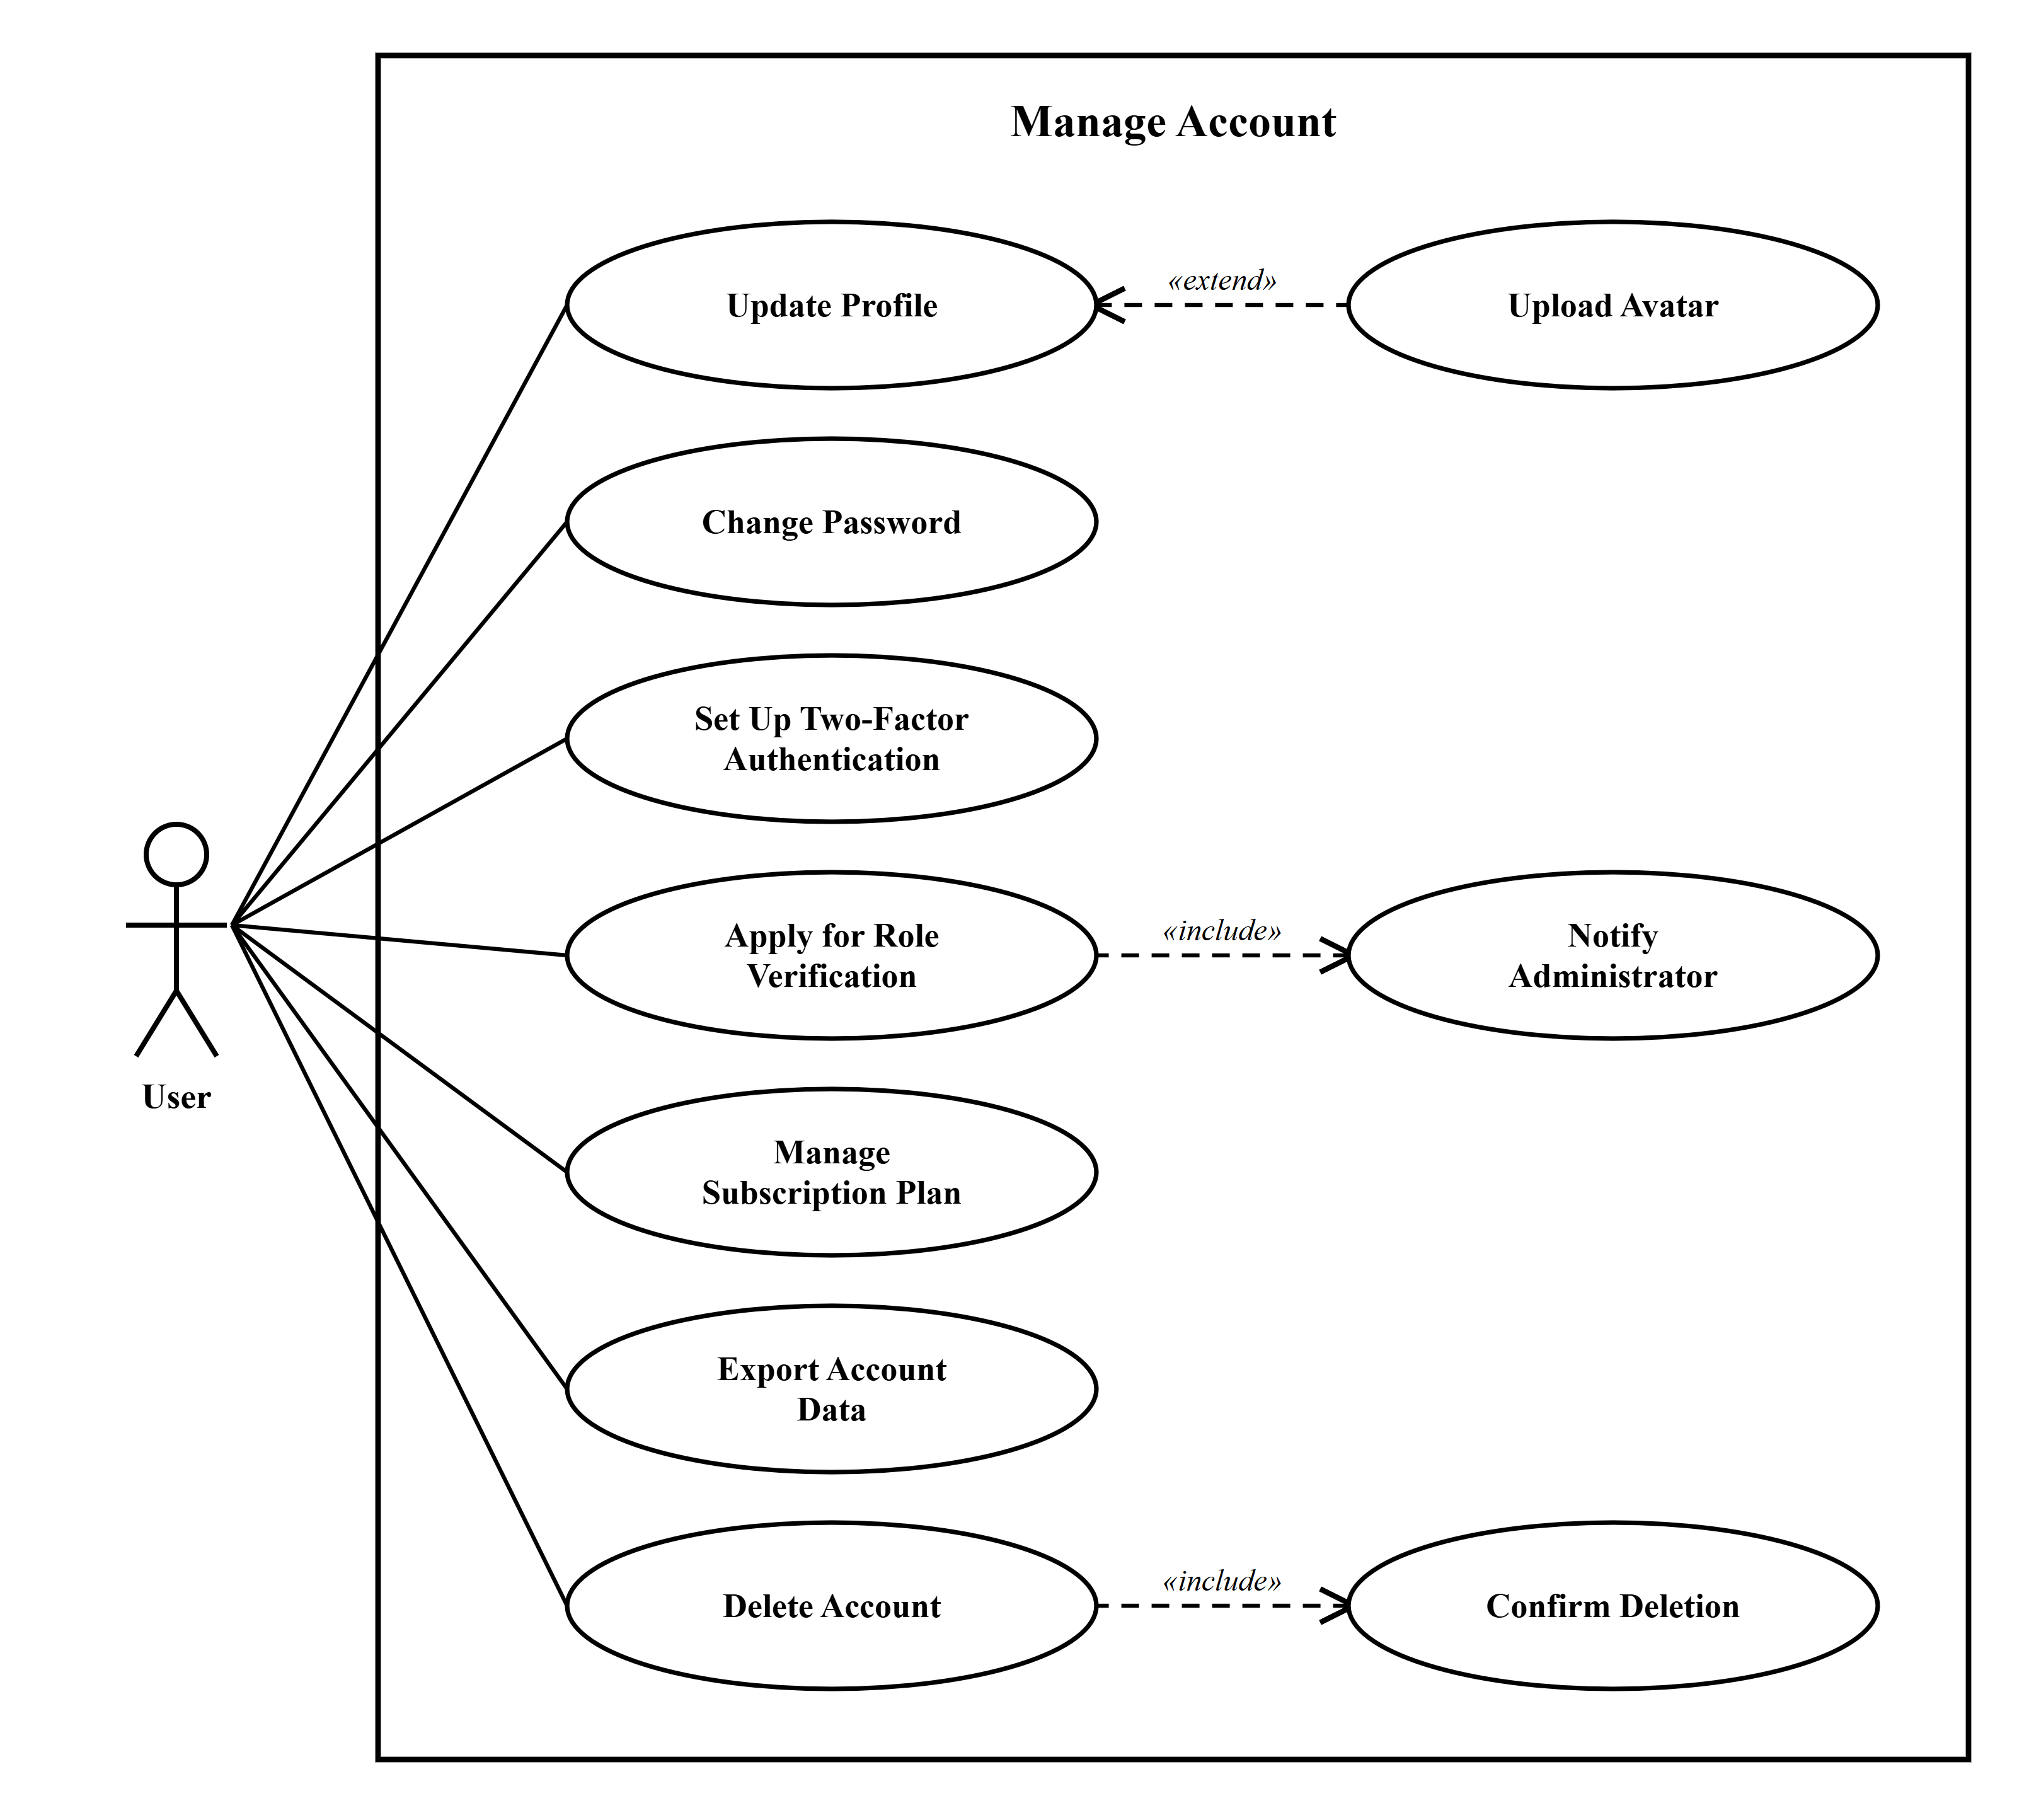 Manage Account
Update Profile
«extend»
Upload Avatar
Change Password
Set Up Two-Factor
Authentication
Apply for Role
Verification
«include»
Notify
Administrator
User
Manage
Subscription Plan
Export Account
Data
Delete Account
«include»
Confirm Deletion